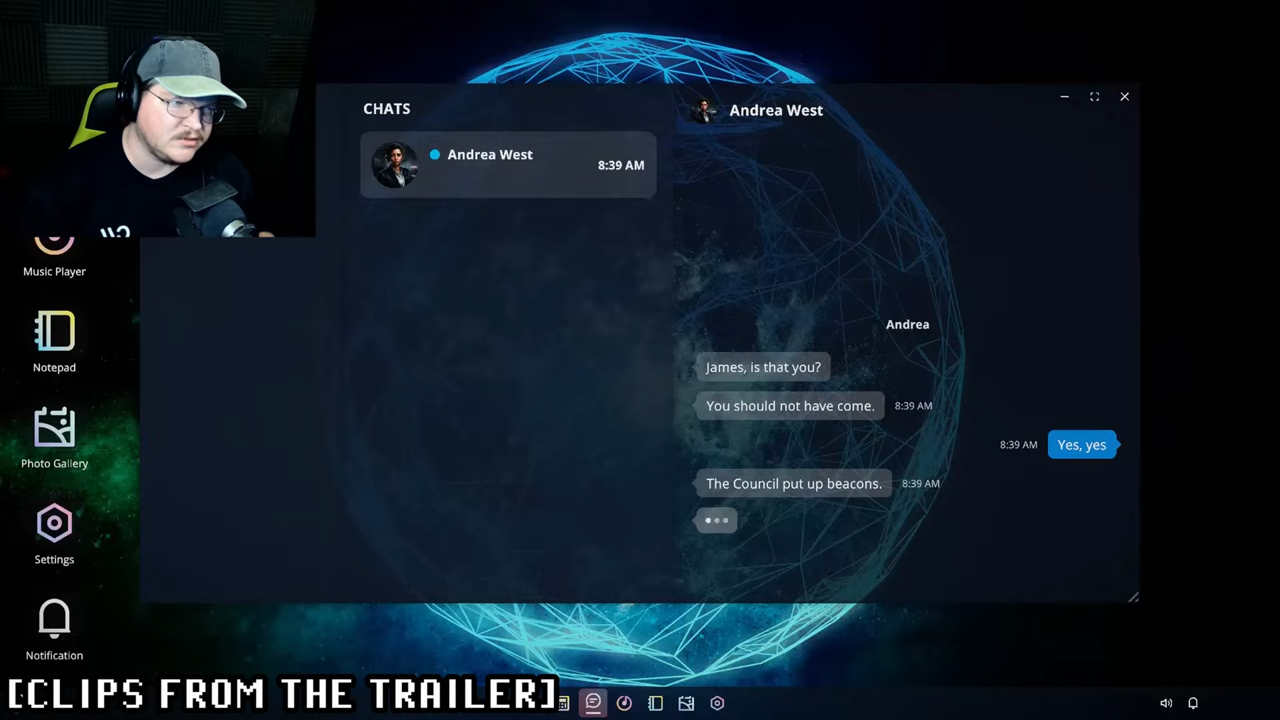 CHATS
Andrea West
8:39 AM
Andrea West
Andrea
James, is that you?
You should not have come.
8:39 AM
8:39 AM
Yes, yes
The Council put up beacons.
8:39 AM
Music Player
Notepad
Photo Gallery
Settings
Notification
[CLIPS FROM THE TRAILER]